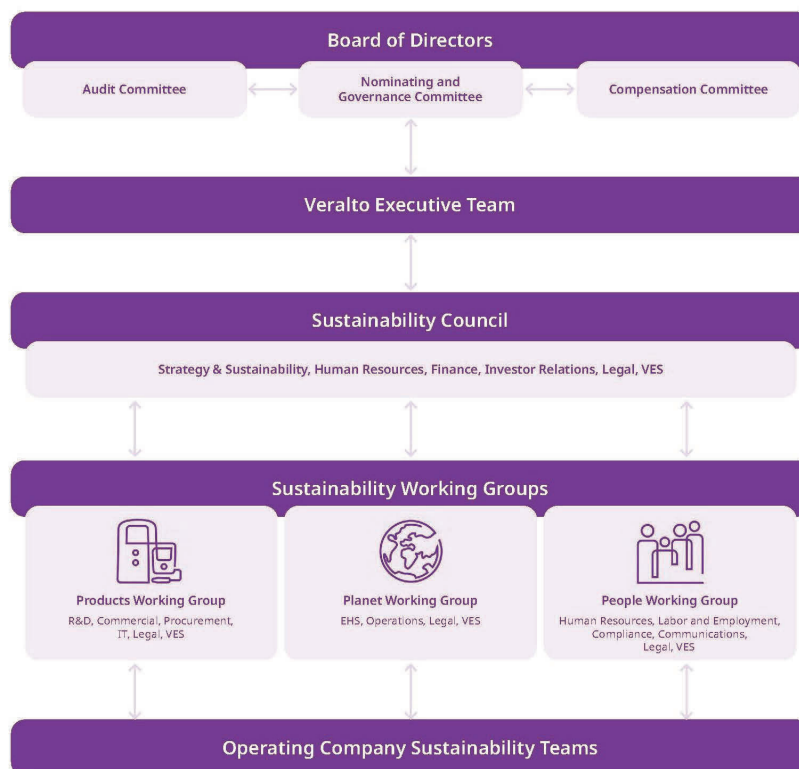 Board of Directors
Audit Committee
Nominating and
Governance Committee
Compensation Committee
Veralto Executive Team
Sustainability Council
Strategy & Sustainability, Human Resources, Finance, Investor Relations, Legal, VES
Sustainability Working Groups
Products Working Group
R&D, Commercial, Procurement,
IT, Legal, VES
Planet Working Group
EHS, Operations, Legal, VES
People Working Group
Human Resources, Labor and Employment,
Compliance, Communications,
Legal, VES
Operating Company Sustainability Teams